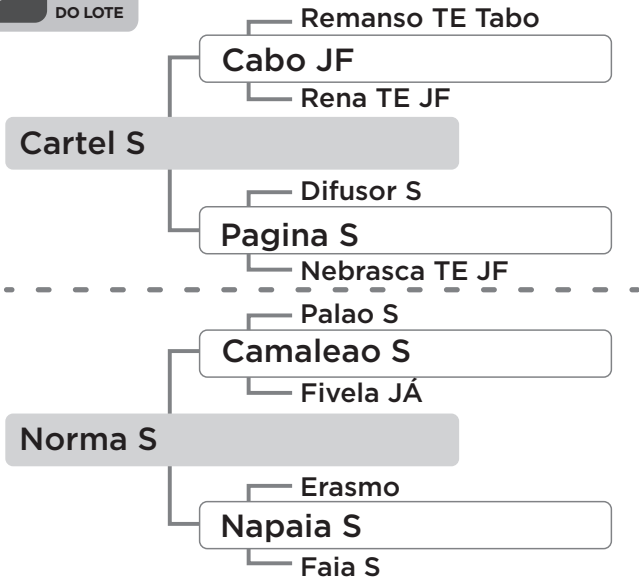 DO LOTE
Remanso TE Tabo
Cabo JF
Rena TE JF
Cartel S
Difusor S
Pagina S
Nebrasca TE JF
Palao S
Camaleao S
Fivela JÁ
Norma S
Erasmo
Napaia S
Faia S